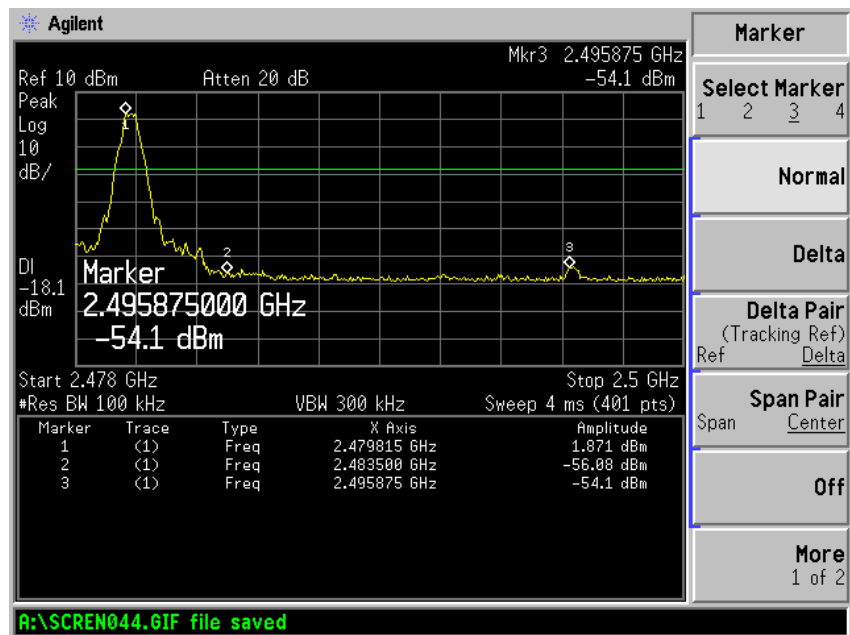 Agilent
Mkr3 2.495875 GHz
Ref 10 dBm Atten 20 dB -54.1 dBm
Peak
Log
10
dB/
1
2
3
DI
-18.1
dBm
Marker
2.495875000 GHz
-54.1 dBm
Start 2.478 GHz Stop 2.5 GHz
#Res BW 100 kHz VBW 300 kHz Sweep 4 ms (401 pts)
Marker Trace Type X Axis Amplitude
1 (1) Freq 2.479815 GHz 1.871 dBm
2 (1) Freq 2.483500 GHz -56.08 dBm
3 (1) Freq 2.495875 GHz -54.1 dBm
A:\SCREN044.GIF file saved
Marker
Select Marker
1 2 3 4
Normal
Delta
Delta Pair
(Tracking Ref)
Ref Delta
Span Pair
Span Center
Off
More
1 of 2